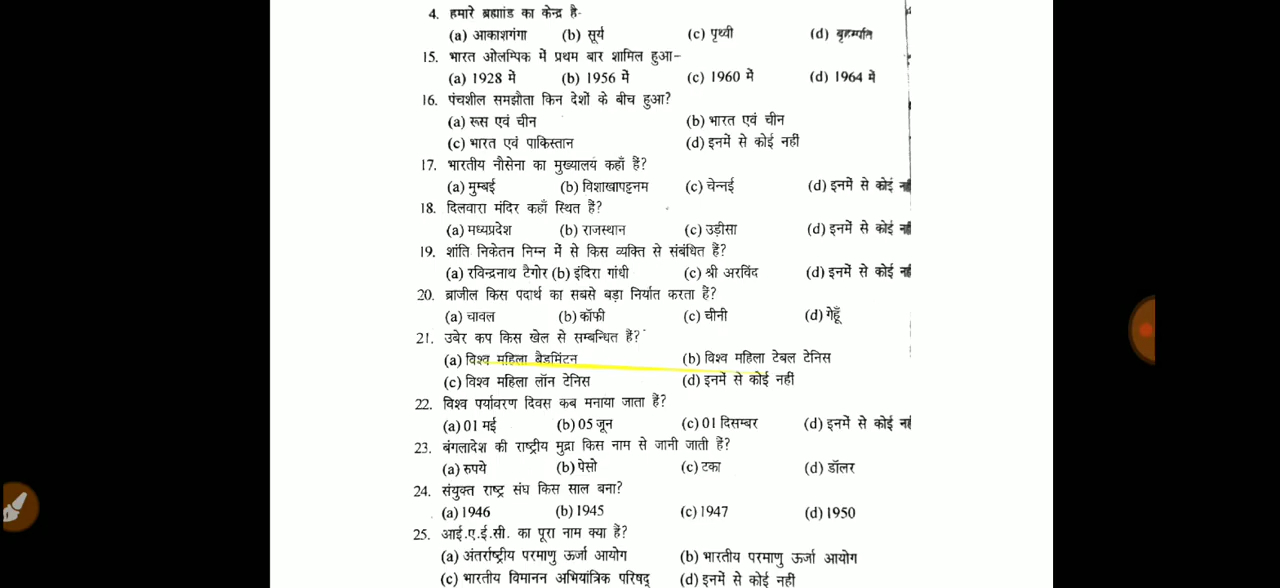 4. हमारे ब्रह्मांड का केन्द्र है-
(a) आकाशगंगा (b) सूर्य (c) पृथ्वी (d) बृहस्पति
15. भारत ओलम्पिक में प्रथम बार शामिल हुआ-
(a) 1928 में (b) 1956 में (c) 1960 में (d) 1964 में
16. पंचशील समझौता किन देशों के बीच हुआ?
(a) रूस एवं चीन (b) भारत एवं चीन
(c) भारत एवं पाकिस्तान (d) इनमें से कोई नहीं
17. भारतीय नौसेना का मुख्यालय कहाँ हैं?
(a) मुम्बई (b) विशाखापट्टनम (c) चेन्नई (d) इनमें से कोई
18. दिलवारा मंदिर कहाँ स्थित हैं?
(a) मध्यप्रदेश (b) राजस्थान (c) उड़ीसा (d) इनमें से कोई
19. शांति निकेतन निम्न में से किस व्यक्ति से संबंधित हैं?
(a) रविन्द्रनाथ टैगोर (b) इंदिरा गांधी (c) श्री अरविंद (d) इनमें से कोई
20. ब्राजील किस पदार्थ का सबसे बड़ा निर्यात करता हैं?
(a) चावल (b) कॉफी (c) चीनी (d) गेहूँ
21. उबेर कप किस खेल से सम्बन्धित हैं?
(a) विश्व महिला बैडमिंटन (b) विश्व महिला टेबल टेनिस
(c) विश्व महिला लॉन टेनिस (d) इनमें से कोई नहीं
22. विश्व पर्यावरण दिवस कब मनाया जाता हैं?
(a) 01 मई (b) 05 जून (c) 01 दिसम्बर (d) इनमें से कोई
23. बंगलादेश की राष्ट्रीय मुद्रा किस नाम से जानी जाती हैं?
(a) रुपये (b) पेसो (c) टका (d) डॉलर
24. संयुक्त राष्ट्र संघ किस साल बना?
(a) 1946 (b) 1945 (c) 1947 (d) 1950
25. आई.ए.ई.सी. का पूरा नाम क्या हैं?
(a) अंतर्राष्ट्रीय परमाणु ऊर्जा आयोग (b) भारतीय परमाणु ऊर्जा आयोग
(c) भारतीय विमानन अभियांत्रिक परिषद् (d) इनमें से कोई नहीं